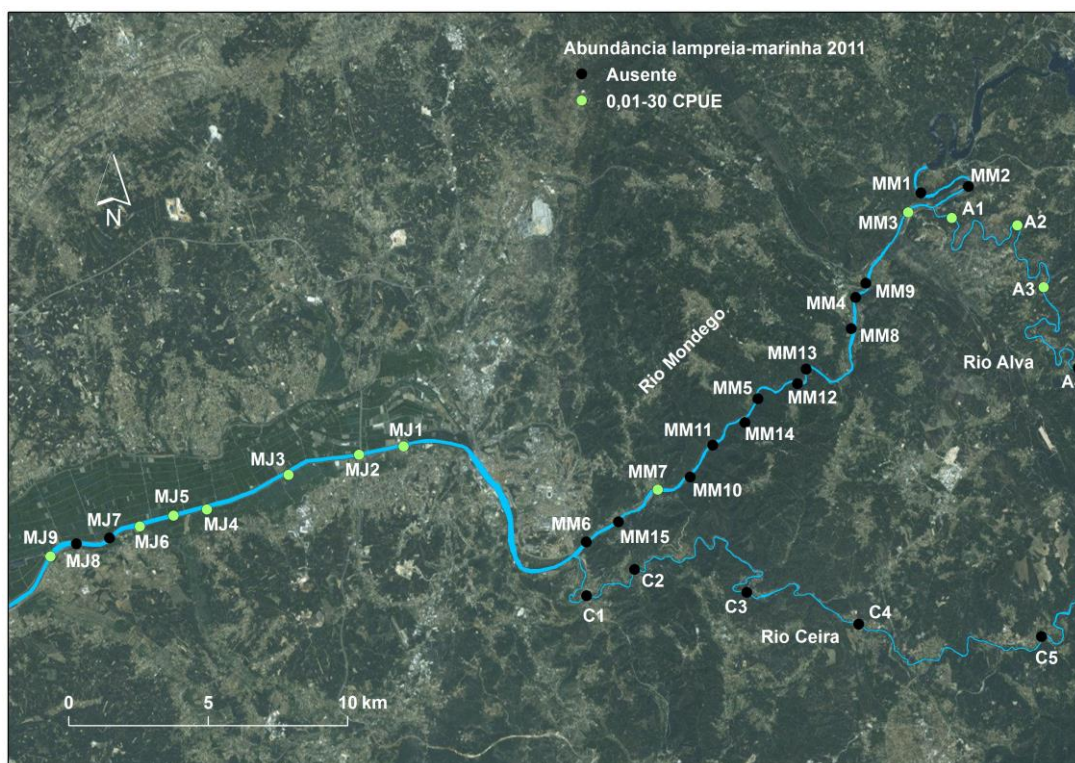 Abundância lampreia-marinha 2011
Ausente
0,01-30 CPUE
N
MM1
MM2
MM3
A1
A2
A3
MM9
MM4
MM8
Rio Mondego
MM13
Rio Alva
MM5
MM12
A
MM14
MM11
MJ1
MJ2
MJ3
MM7
MM10
MJ5
MJ4
MJ7
MJ6
MJ9
MJ8
MM6
MM15
C2
C1
C3
C4
Rio Ceira
C5
0 5 10 km